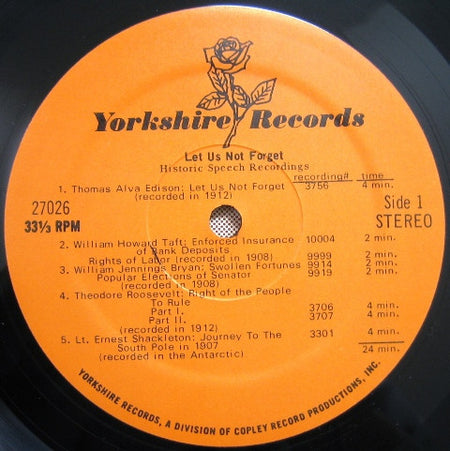 Yorkshire Records
Let Us Not Forget
Historic Speech Recordings
recording# time
1. Thomas Alva Edison: Let Us Not Forget 3756 4 min.
(recorded in 1912)
27026
33⅓ RPM
Side 1
STEREO
2. William Howard Taft: Enforced Insurance 10004 2 min.
of Bank Deposits
Rights of Labor (recorded in 1908) 9999 2 min.
3. William Jennings Bryan: Swollen Fortunes 9914 2 min.
Popular Elections of Senator 9919 2 min.
(recorded in 1908)
4. Theodore Roosevelt: Right of the People
To Rule
Part I. 3706 4 min.
Part II. 3707 4 min.
(recorded in 1912)
5. Lt. Ernest Shackleton: Journey To The 3301 4 min.
South Pole in 1907
(recorded in the Antarctic) 24 min.
YORKSHIRE RECORDS, A DIVISION OF COPLEY RECORD PRODUCTIONS, INC.